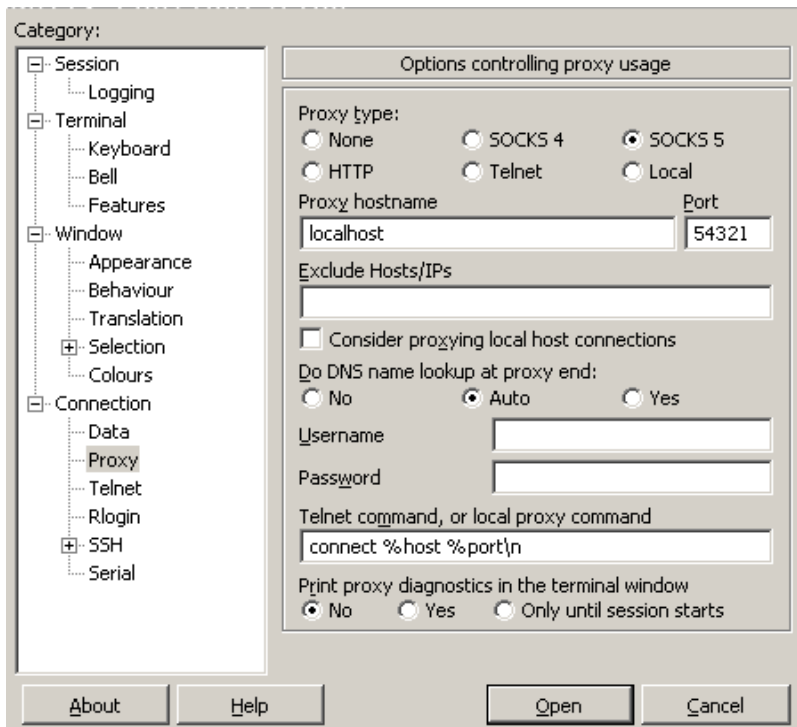 Category:
Session
Logging
Terminal
Keyboard
Bell
Features
Window
Appearance
Behaviour
Translation
Selection
Colours
Connection
Data
Proxy
Telnet
Rlogin
SSH
Serial
Options controlling proxy usage
Proxy type:
None SOCKS 4 SOCKS 5
HTTP Telnet Local
Proxy hostname Port
localhost 54321
Exclude Hosts/IPs
Consider proxying local host connections
Do DNS name lookup at proxy end:
No Auto Yes
Username
Password
Telnet command, or local proxy command
connect %host %port\n
Print proxy diagnostics in the terminal window
No Yes Only until session starts
About Help Open Cancel